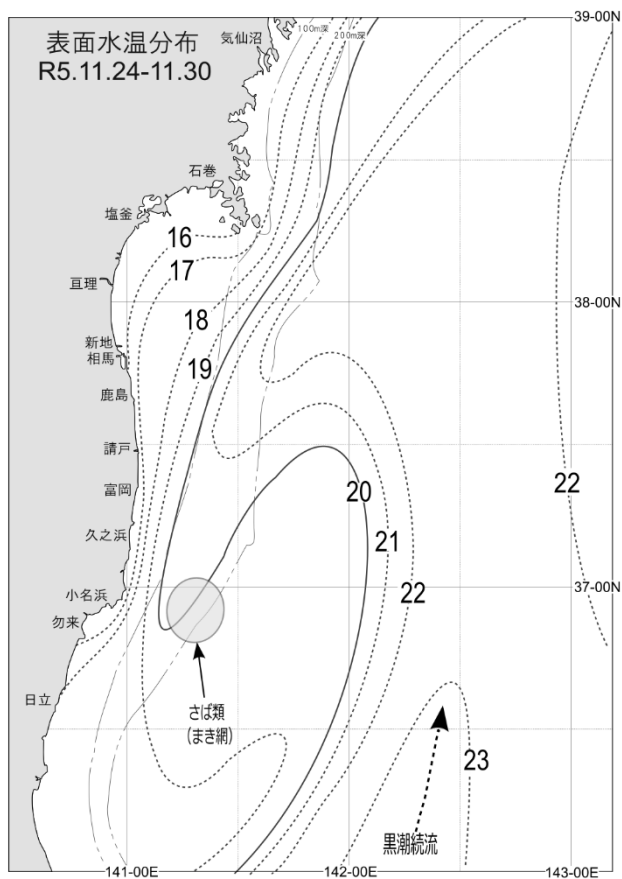 表面水温分布
R5.11.24-11.30
気仙沼
100m深
200m深
39-00N
石巻
塩釜
16
17
亘理
38-00N
18
新地
相馬
19
鹿島
請戸
富岡
20
22
久之浜
21
22
小名浜
37-00N
勿来
日立
さば類
(まき網)
23
黒潮続流
141-00E
142-00E
143-00E